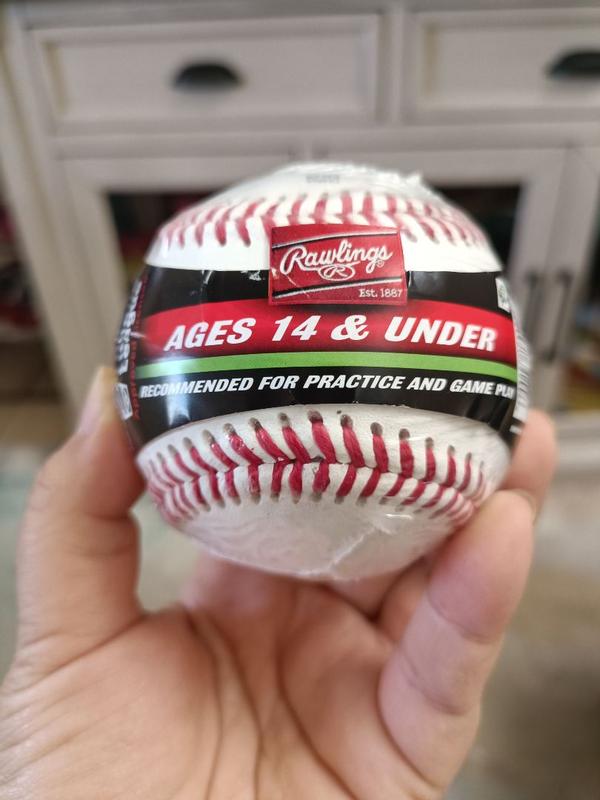 Rawlings®
R
Est. 1887
AGES 14 & UNDER
RECOMMENDED FOR PRACTICE AND GAME PLAY